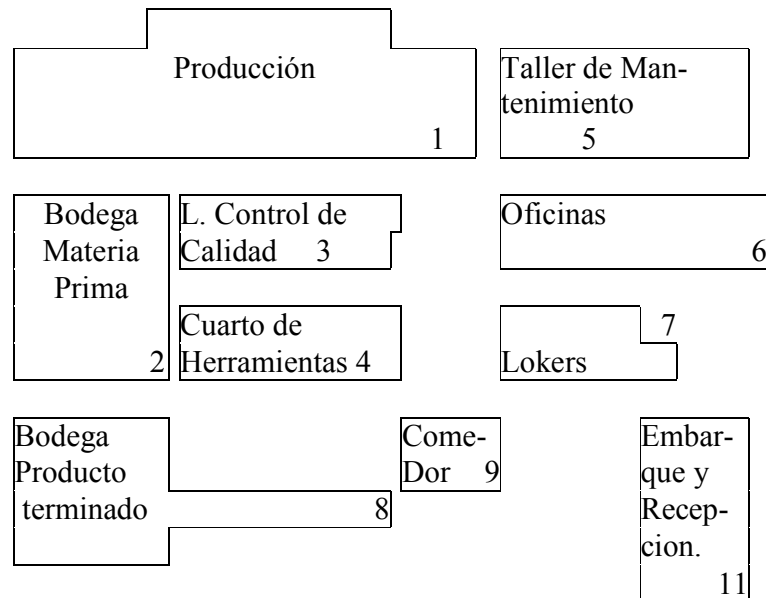 Producción
1
Taller de Man-
tenimiento
5
Bodega
Materia
Prima
2
L. Control de
Calidad 3
Oficinas
6
Cuarto de
Herramientas 4
7
Lokers
Bodega
Producto
terminado
8
Come-
Dor 9
Embar-
que y
Recep-
cion.
11